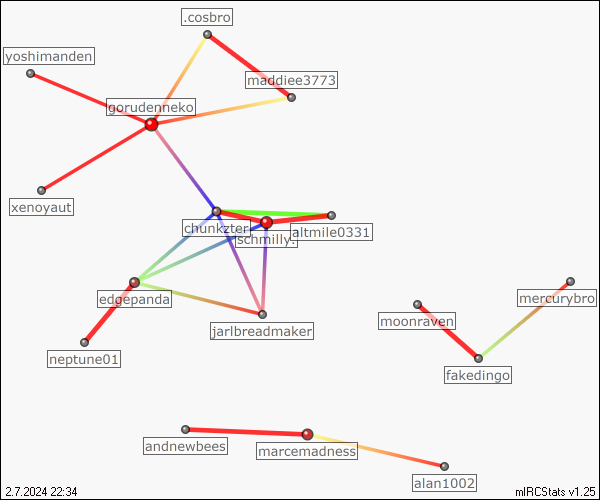 .cosbro
yoshimanden
maddiee3773
gorudenneko
xenoyaut
chunkzter
altmile0331
schmilly.
edgepanda
mercurybro
moonraven
jarlbreadmaker
neptune01
fakedingo
andnewbees
marcemadness
alan1002
2.7.2024 22:34
mIRCStats v1.25